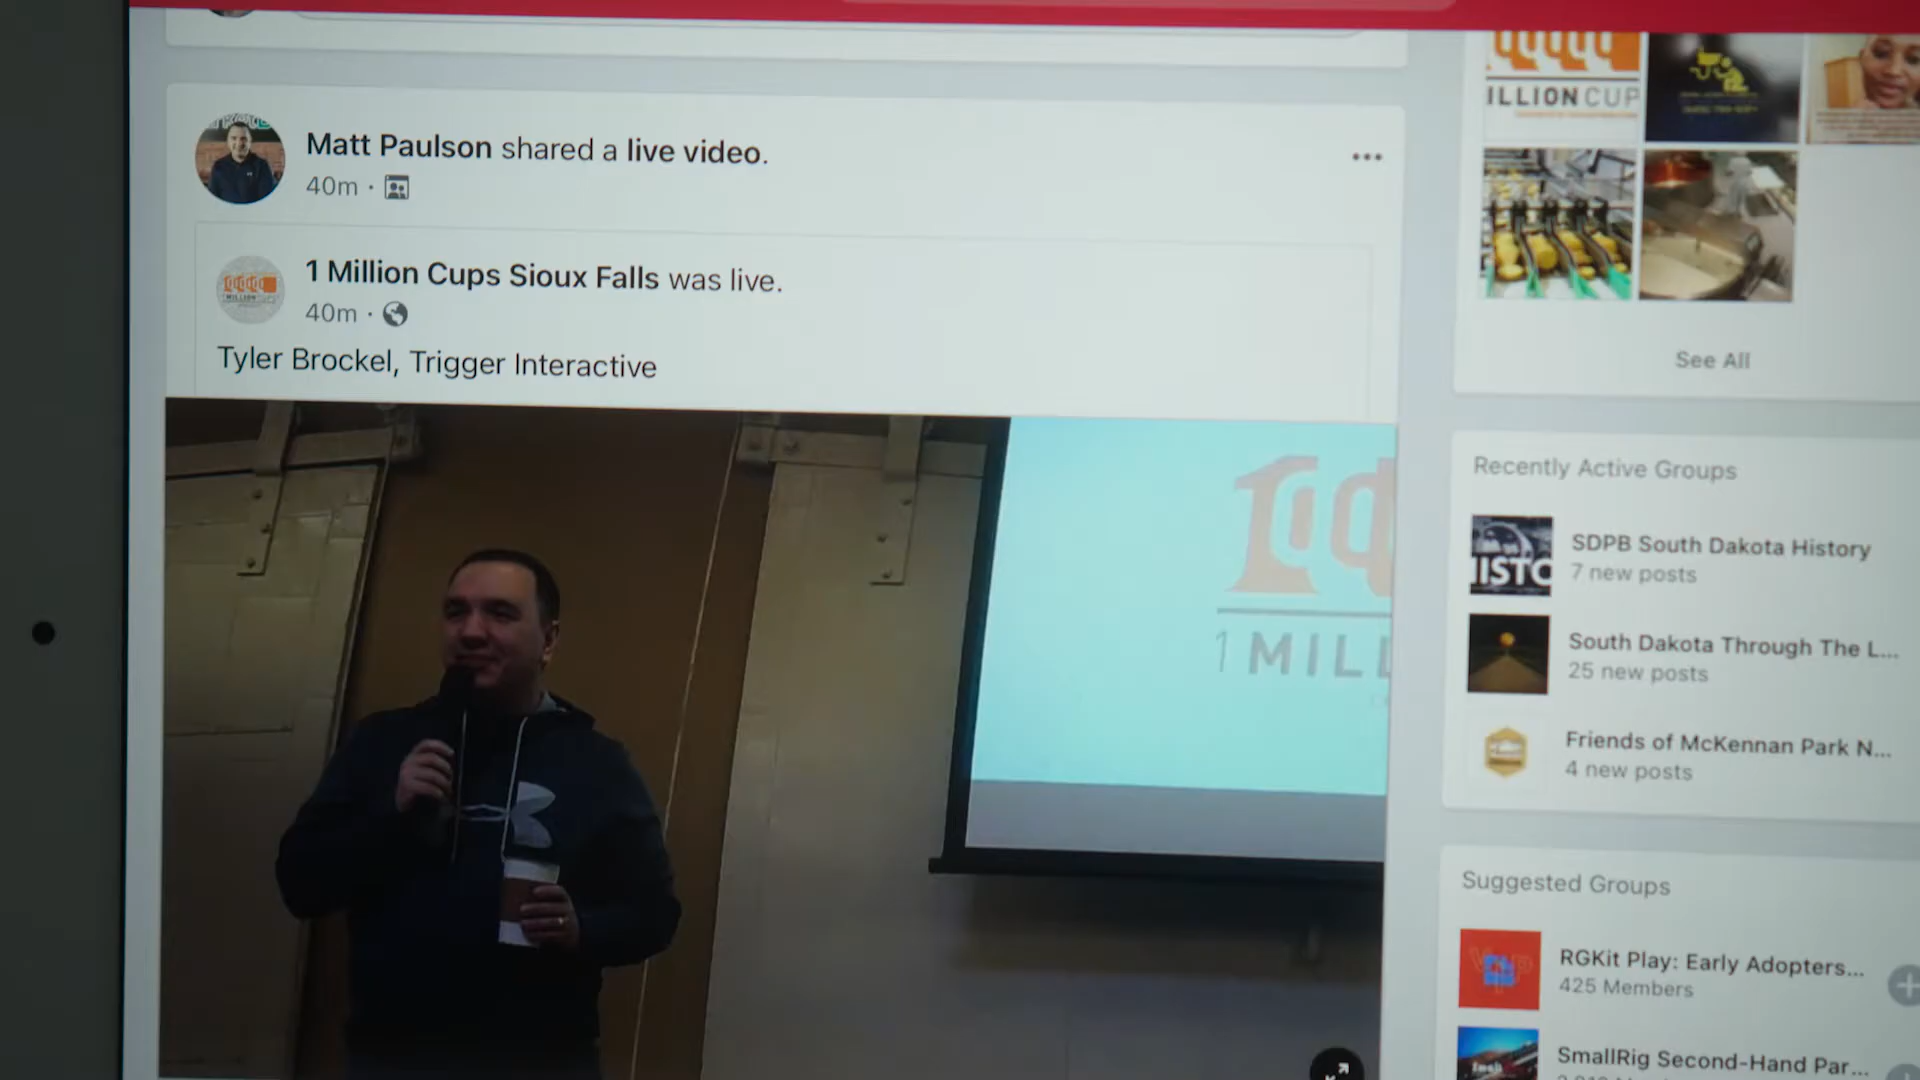 Matt Paulson shared a live video.
40m ·
1 Million Cups Sioux Falls was live.
40m ·
Tyler Brockel, Trigger Interactive
1 MILL
ILLION CUP
See All
Recently Active Groups
ISTO
SDPB South Dakota History
7 new posts
South Dakota Through The L...
25 new posts
Friends of McKennan Park N...
4 new posts
Suggested Groups
RGKit Play: Early Adopters...
425 Members
SmallRig Second-Hand Par...